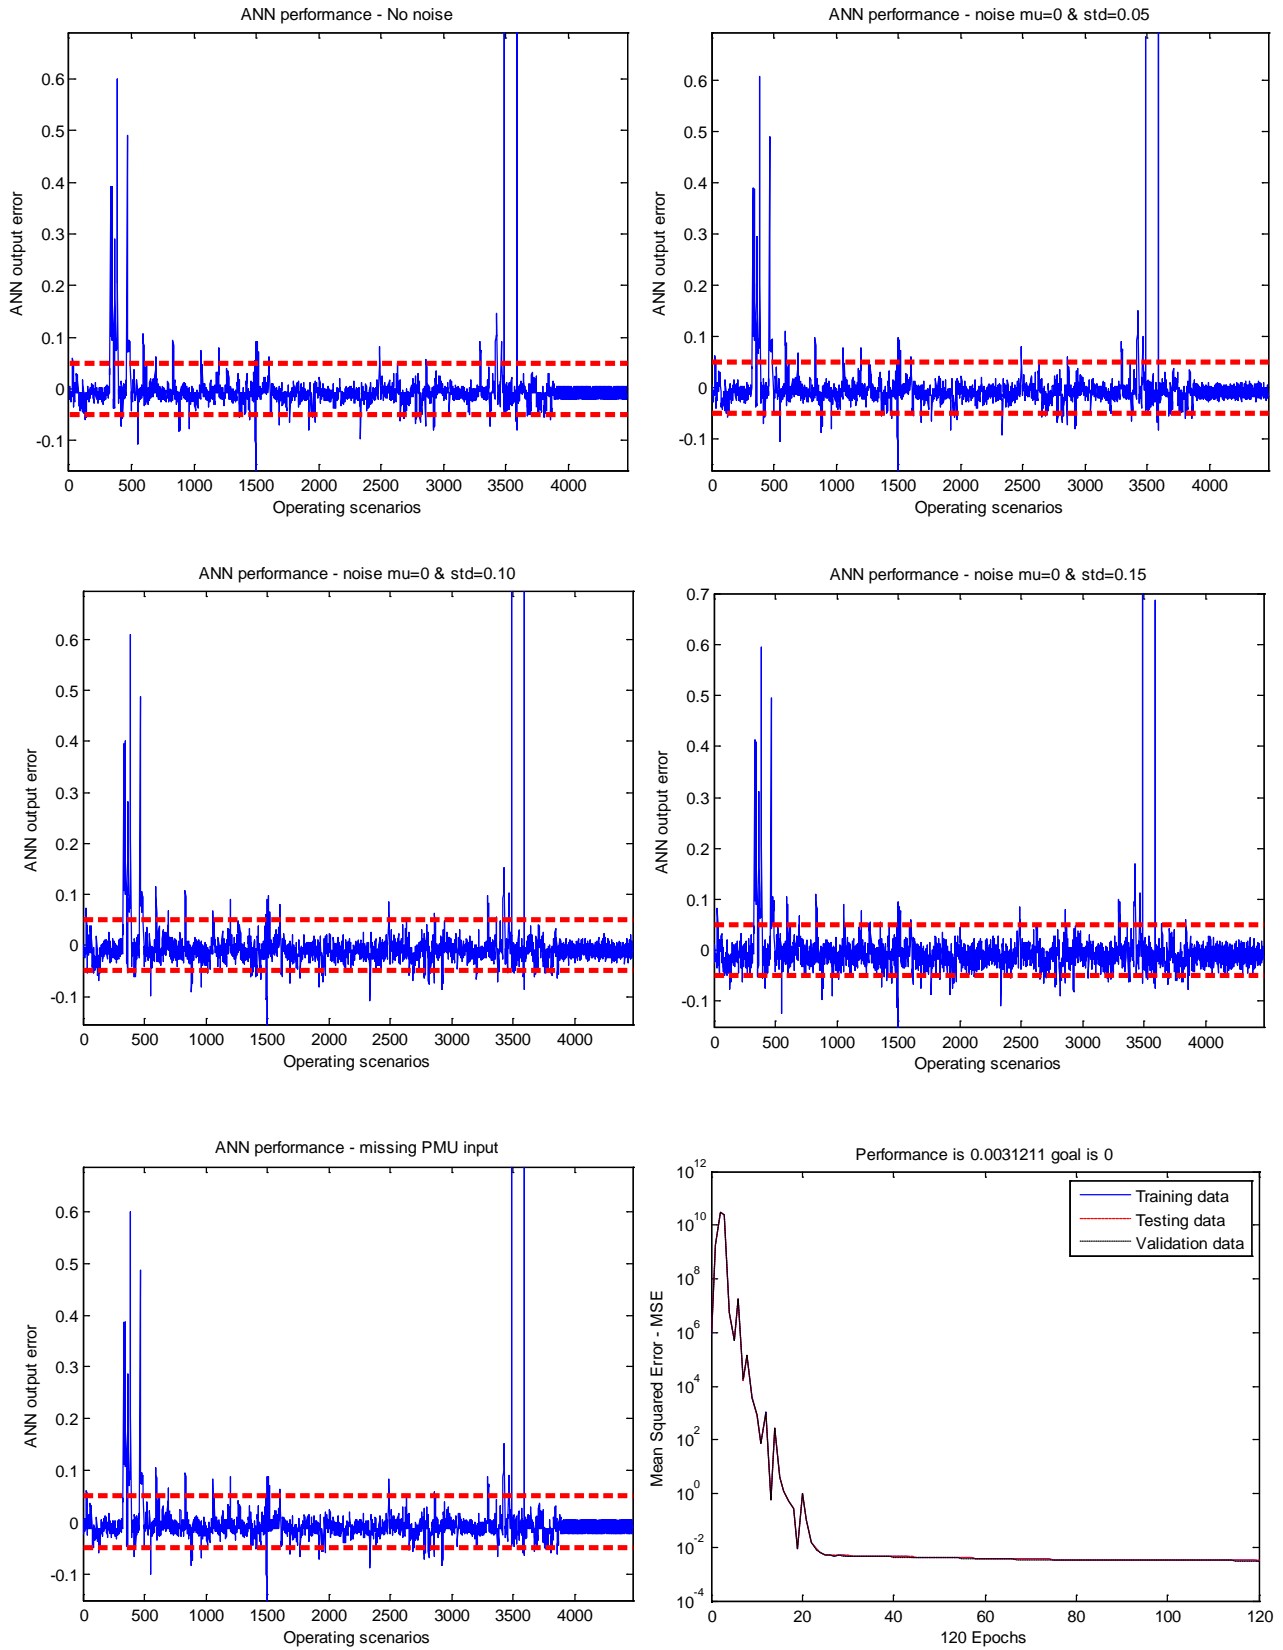 ANN performance - No noise
0.6
0.5
0.4
0.3
0.2
0.1
0
-0.1
ANN output error
0 500 1000 1500 2000 2500 3000 3500 4000
Operating scenarios
ANN performance - noise mu=0 & std=0.05
0.6
0.5
0.4
0.3
0.2
0.1
0
-0.1
ANN output error
0 500 1000 1500 2000 2500 3000 3500 4000
Operating scenarios
ANN performance - noise mu=0 & std=0.10
0.6
0.5
0.4
0.3
0.2
0.1
0
-0.1
ANN output error
0 500 1000 1500 2000 2500 3000 3500 4000
Operating scenarios
ANN performance - noise mu=0 & std=0.15
0.7
0.6
0.5
0.4
0.3
0.2
0.1
0
-0.1
ANN output error
0 500 1000 1500 2000 2500 3000 3500 4000
Operating scenarios
ANN performance - missing PMU input
0.6
0.5
0.4
0.3
0.2
0.1
0
-0.1
ANN output error
0 500 1000 1500 2000 2500 3000 3500 4000
Operating scenarios
Performance is 0.0031211 goal is 0
10^12
10^10
10^8
10^6
10^4
10^2
10^0
10^-2
10^-4
Mean Squared Error - MSE
Training data
Testing data
Validation data
0 20 40 60 80 100 120
120 Epochs